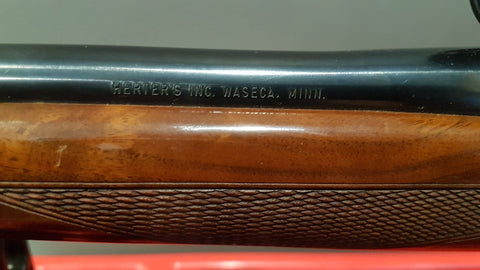 HERTER'S INC. WASECA. MINN.